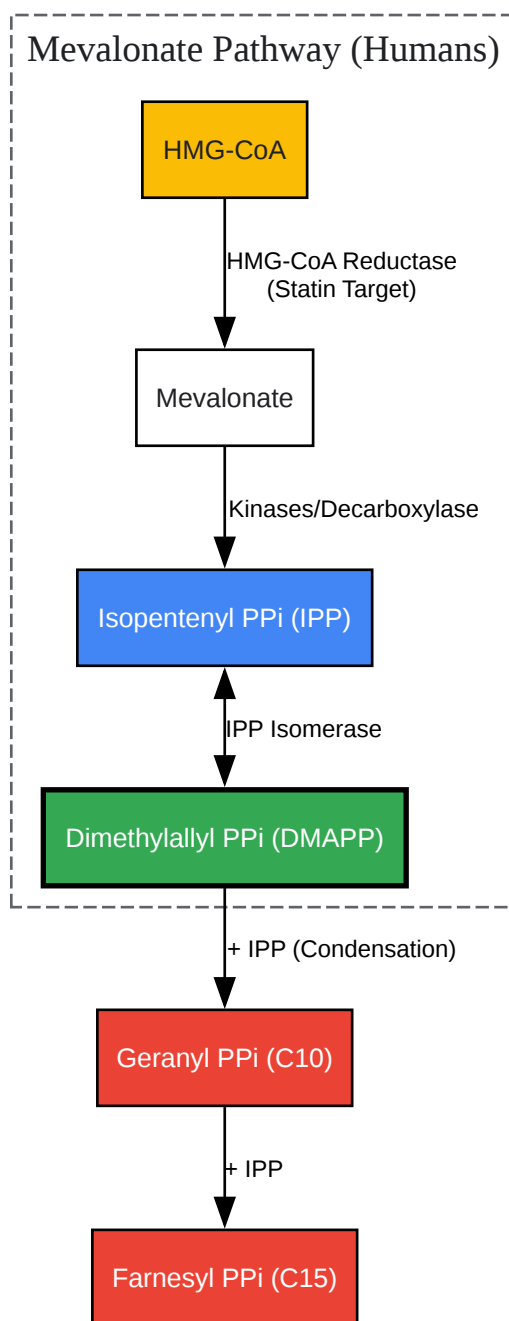 Mevalonate Pathway (Humans)
HMG-CoA
HMG-CoA Reductase
(Statin Target)
Mevalonate
Kinases/Decarboxylase
Isopentenyl PPi (IPP)
IPP Isomerase
Dimethylallyl PPi (DMAPP)
+ IPP (Condensation)
Geranyl PPi (C10)
+ IPP
Farnesyl PPi (C15)